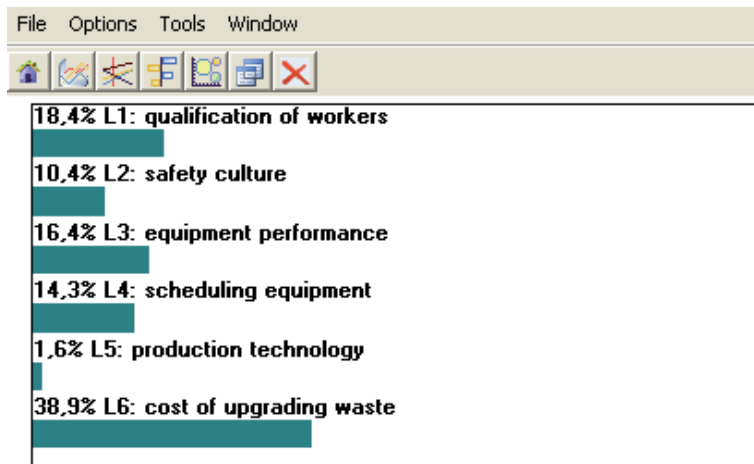 File Options Tools Window
18,4% L1: qualification of workers
10,4% L2: safety culture
16,4% L3: equipment performance
14,3% L4: scheduling equipment
1,6% L5: production technology
38,9% L6: cost of upgrading waste